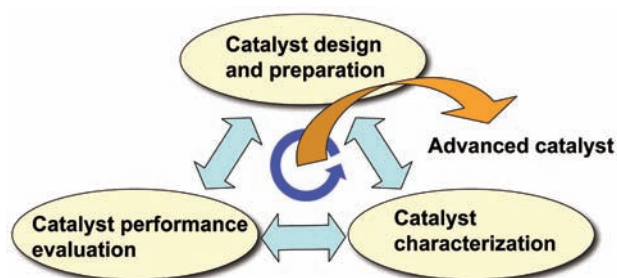 Catalyst design
and preparation
Advanced catalyst
Catalyst performance
evaluation
Catalyst
characterization